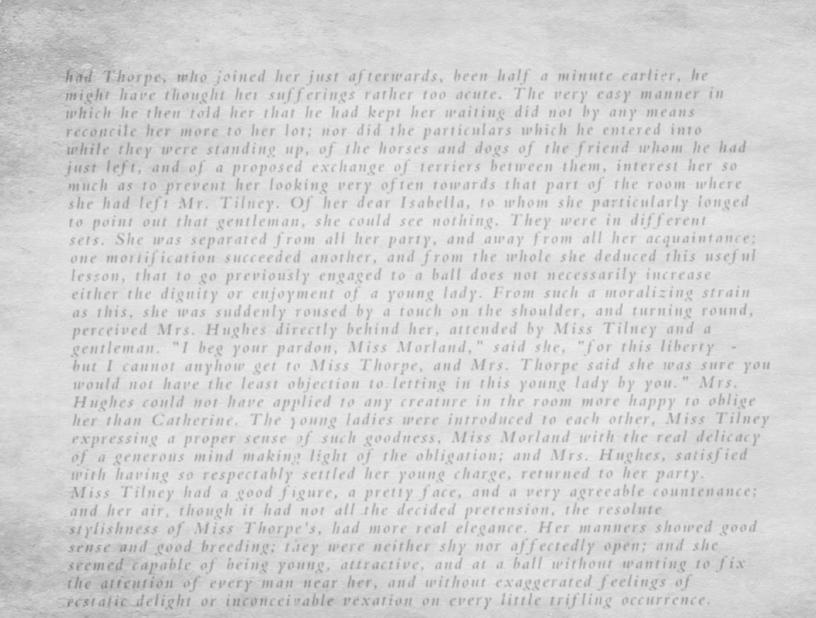 had Thorpe, who joined her just afterwards, been half a minute earlier, he
might have thought her sufferings rather too acute. The very easy manner in
which he then told her that he had kept her waiting did not by any means
reconcile her more to her lot; nor did the particulars which he entered into
while they were standing up, of the horses and dogs of the friend whom he had
just left, and of a proposed exchange of terriers between them, interest her so
much as to prevent her looking very often towards that part of the room where
she had left Mr. Tilney. Of her dear Isabella, to whom she particularly longed
to point out that gentleman, she could see nothing. They were in different
sets. She was separated from all her party, and away from all her acquaintance;
one mortification succeeded another, and from the whole she deduced this useful
lesson, that to go previously engaged to a ball does not necessarily increase
either the dignity or enjoyment of a young lady. From such a moralizing strain
as this, she was suddenly roused by a touch on the shoulder, and turning round,
perceived Mrs. Hughes directly behind her, attended by Miss Tilney and a
gentleman. "I beg your pardon, Miss Morland," said she, "for this liberty -
but I cannot anyhow get to Miss Thorpe, and Mrs. Thorpe said she was sure you
would not have the least objection to letting in this young lady by you." Mrs.
Hughes could not have applied to any creature in the room more happy to oblige
her than Catherine. The young ladies were introduced to each other, Miss Tilney
expressing a proper sense of such goodness, Miss Morland with the real delicacy
of a generous mind making light of the obligation; and Mrs. Hughes, satisfied
with having so respectably settled her young charge, returned to her party.
Miss Tilney had a good figure, a pretty face, and a very agreeable countenance;
and her air, though it had not all the decided pretension, the resolute
stylishness of Miss Thorpe's, had more real elegance. Her manners showed good
sense and good breeding; they were neither shy nor affectedly open; and she
seemed capable of being young, attractive, and at a ball without wanting to fix
the attention of every man near her, and without exaggerated feelings of
ecstatic delight or inconceivable vexation on every little trifling occurrence.